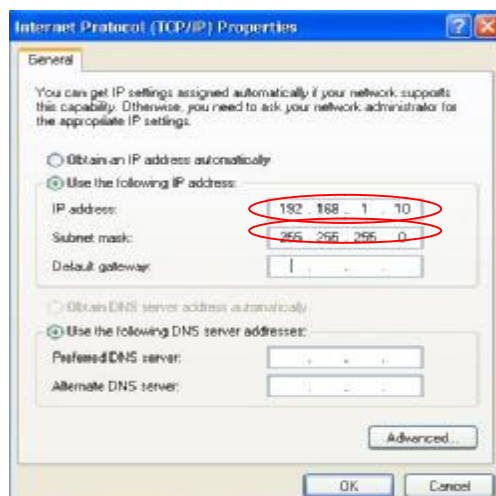 Internet Protocol (TCP/IP) Properties
General
You can get IP settings assigned automatically if your network supports
this capability. Otherwise, you need to ask your network administrator for
the appropriate IP settings.
Obtain an IP address automatically
Use the following IP address:
IP address: 192 . 168 . 1 . 10
Subnet mask: 255 . 255 . 255 . 0
Default gateway: . . .
Obtain DNS server address automatically
Use the following DNS server addresses:
Preferred DNS server: . . .
Alternate DNS server: . . .
Advanced...
OK Cancel